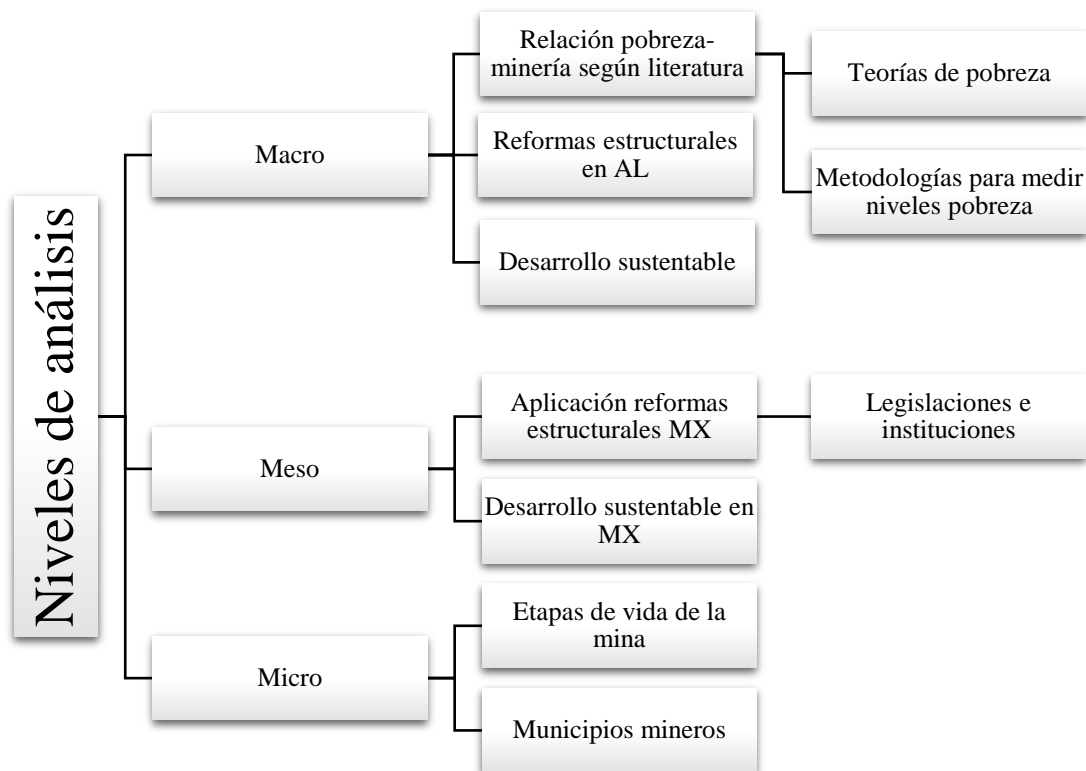 Niveles de análisis
Macro
Relación pobreza-
minería según literatura
Teorías de pobreza
Metodologías para medir
niveles pobreza
Reformas estructurales
en AL
Desarrollo sustentable
Meso
Aplicación reformas
estructurales MX
Legislaciones e
instituciones
Desarrollo sustentable en
MX
Micro
Etapas de vida de la
mina
Municipios mineros